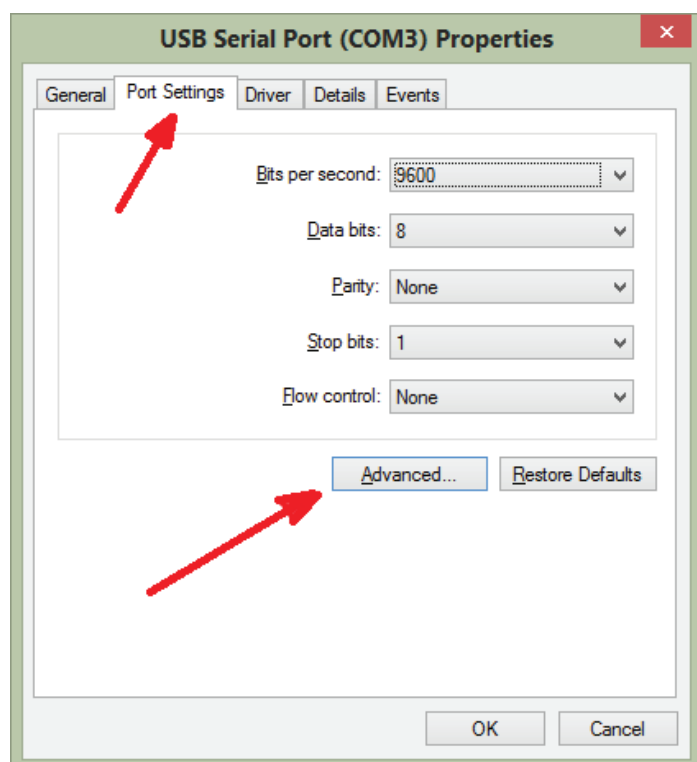 USB Serial Port (COM3) Properties
General Port Settings Driver Details Events
Bits per second: 9600
Data bits: 8
Parity: None
Stop bits: 1
Flow control: None
Advanced... Restore Defaults
OK Cancel